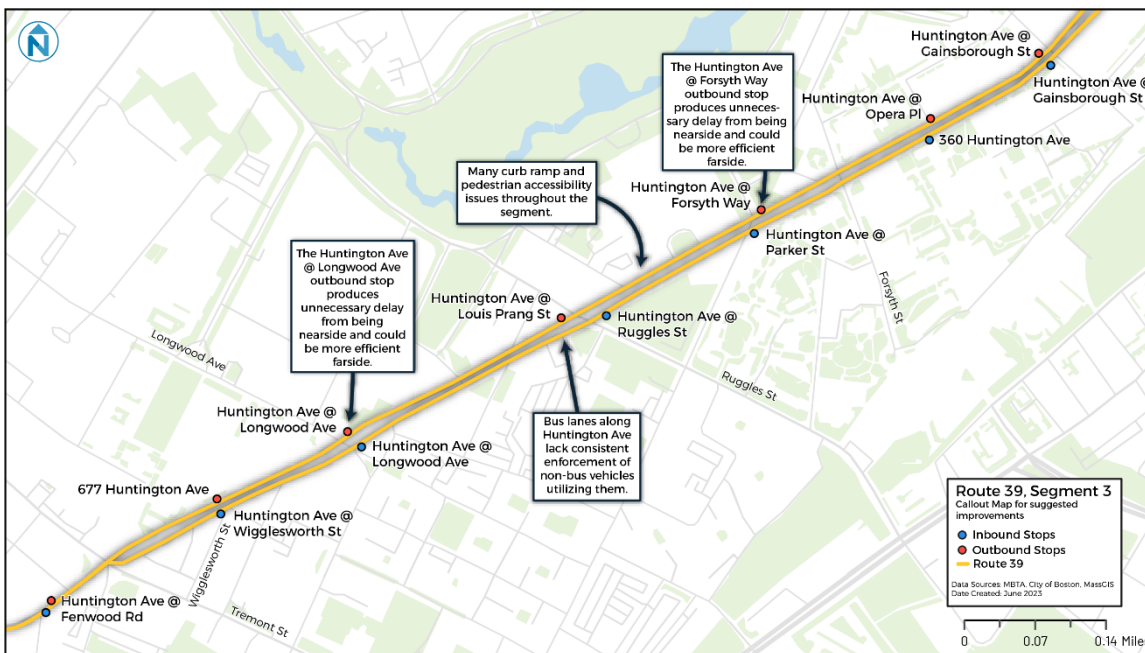 N
Huntington Ave @
Gainsborough St
Huntington Ave @
Gainsborough St
The Huntington Ave
@ Forsyth Way
outbound stop
produces unneces-
sary delay from being
nearside and could
be more efficient
farside.
Huntington Ave @
Opera Pl
360 Huntington Ave
Many curb ramp and
pedestrian accessibility
issues throughout the
segment.
Huntington Ave @
Forsyth Way
Huntington Ave @
Parker St
The Huntington Ave
@ Longwood Ave
outbound stop
produces
unnecessary delay
from being
nearside and could
be more efficient
farside.
Forsyth St
Huntington Ave @
Louis Prang St
Huntington Ave @
Ruggles St
Longwood Ave
Ruggles St
Huntington Ave @
Longwood Ave
Huntington Ave @
Longwood Ave
Bus lanes along
Huntington Ave
lack consistent
enforcement of
non-bus vehicles
utilizing them.
677 Huntington Ave
Huntington Ave @
Wigglesworth St
Wigglesworth St
Huntington Ave @
Fenwood Rd
Tremont St
Route 39, Segment 3
Callout Map for suggested
improvements
Inbound Stops
Outbound Stops
Route 39
Data Sources: MBTA, City of Boston, MassGIS
Date Created: June 2023
0 0.07 0.14 Miles